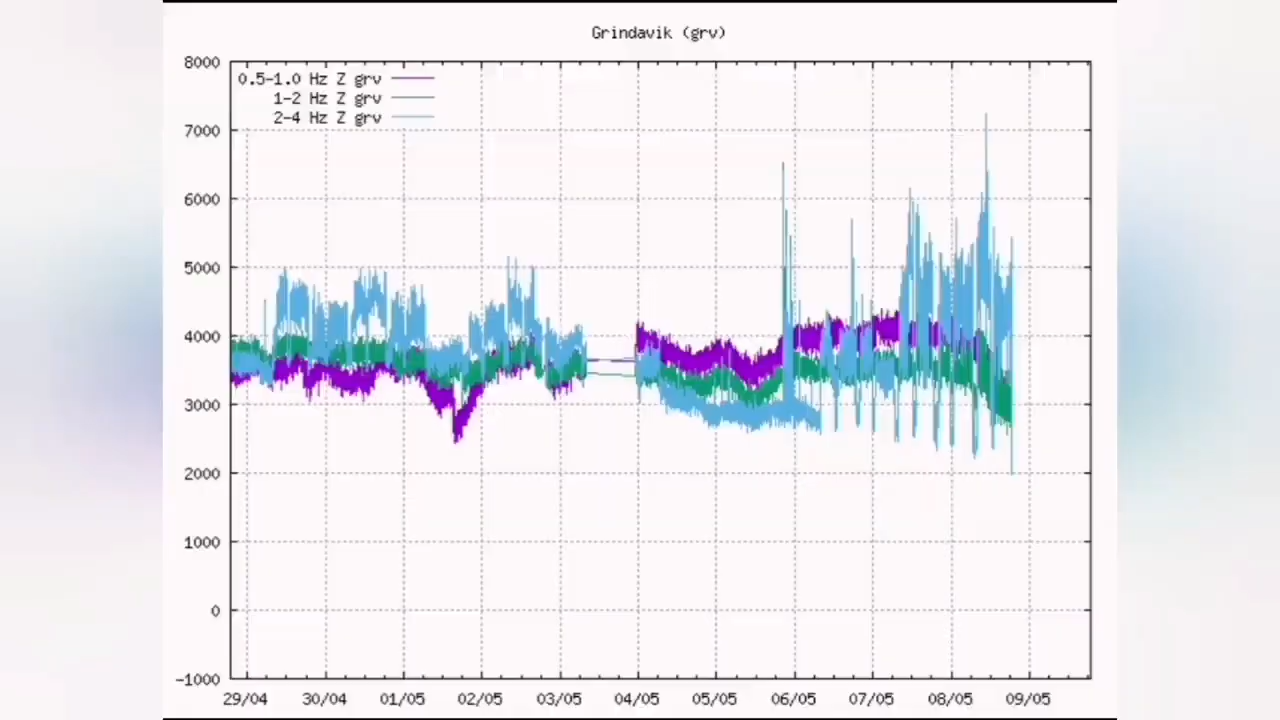 Grindavik (grv)
8000
0.5-1.0 Hz Z grv
1-2 Hz Z grv
2-4 Hz Z grv
7000
6000
5000
4000
3000
2000
1000
0
-1000
29/04 30/04 01/05 02/05 03/05 04/05 05/05 06/05 07/05 08/05 09/05